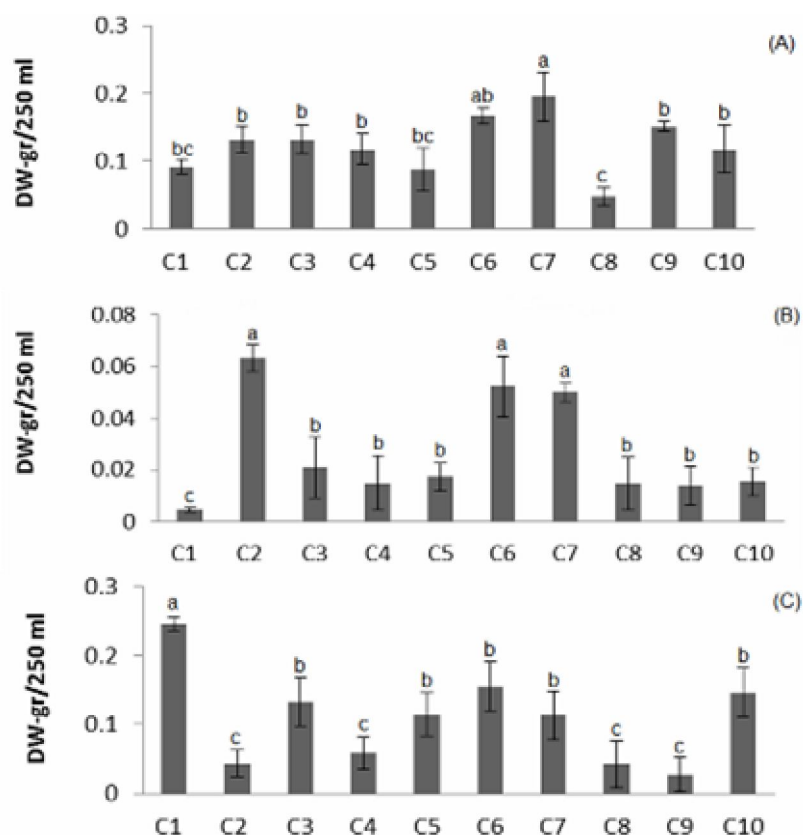 (A)
DW-gr/250 ml
0.3
0.2
0.1
0
bc b b b bc ab a c b b
C1 C2 C3 C4 C5 C6 C7 C8 C9 C10
(B)
DW-gr/250 ml
0.08
0.06
0.04
0.02
0
c a b b b a a b b b
C1 C2 C3 C4 C5 C6 C7 C8 C9 C10
(C)
DW-gr/250 ml
0.3
0.2
0.1
0
a c b c b b b c c b
C1 C2 C3 C4 C5 C6 C7 C8 C9 C10